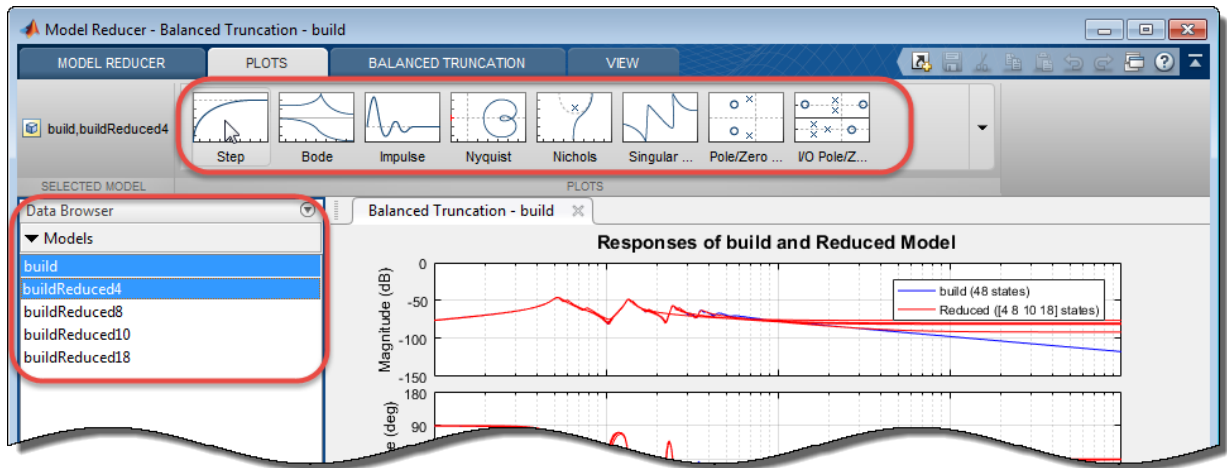 Model Reducer - Balanced Truncation - build
MODEL REDUCER PLOTS BALANCED TRUNCATION VIEW
build,buildReduced4
Step Bode Impulse Nyquist Nichols Singular ... Pole/Zero ... I/O Pole/Z...
SELECTED MODEL PLOTS
Data Browser
Models
build
buildReduced4
buildReduced8
buildReduced10
buildReduced18
Balanced Truncation - build
Responses of build and Reduced Model
Magnitude (dB)
0
-50
-100
-150
build (48 states)
Reduced ([4 8 10 18] states)
180
90
(deg)